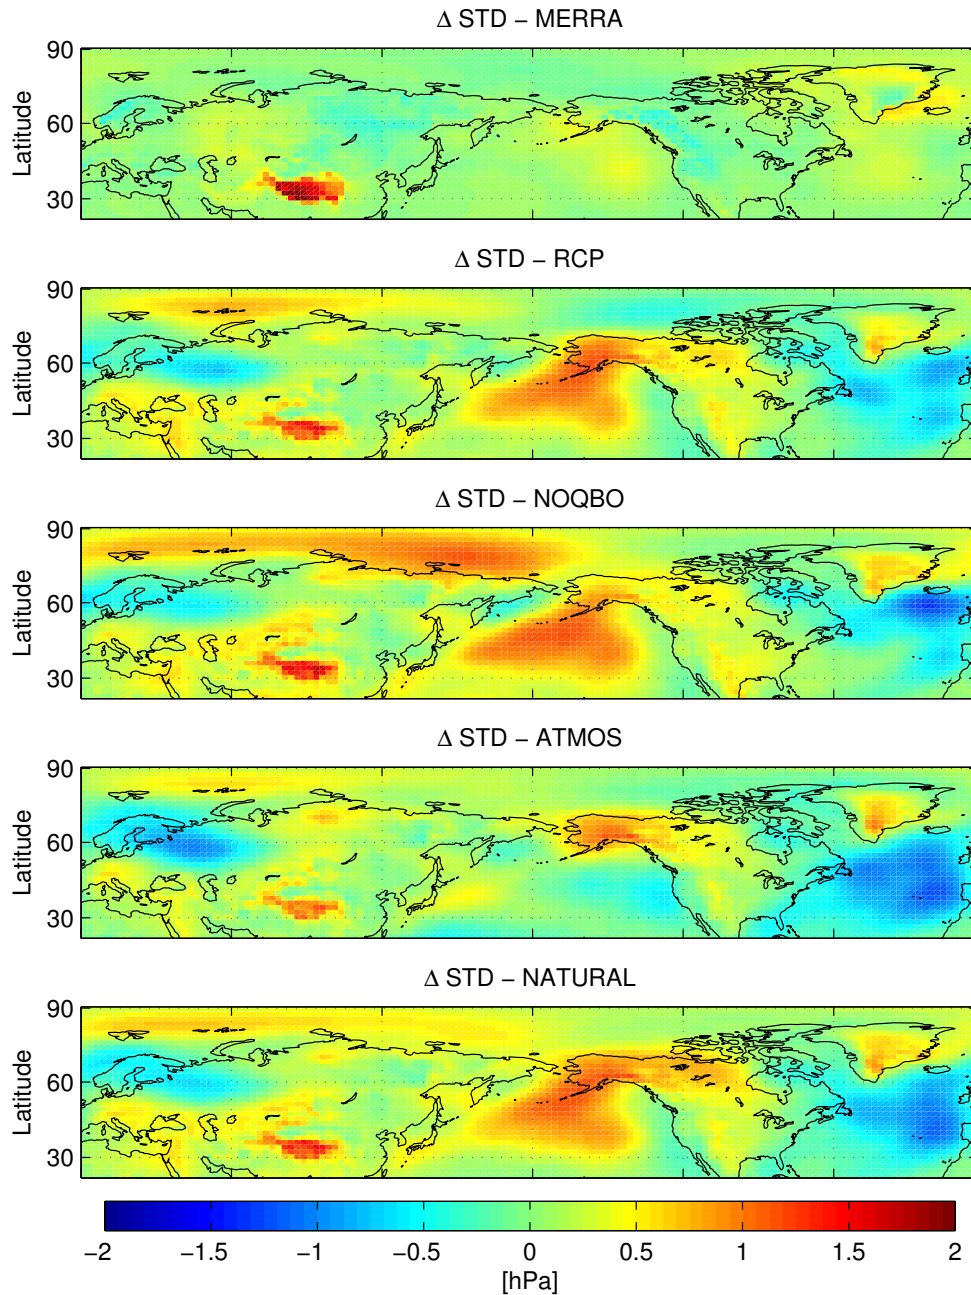 Δ STD − MERRA
90
60
30
Latitude
Δ STD − RCP
90
60
30
Latitude
Δ STD − NOQBO
90
60
30
Latitude
Δ STD − ATMOS
90
60
30
Latitude
Δ STD − NATURAL
90
60
30
Latitude
−2 −1.5 −1 −0.5 0 0.5 1 1.5 2
[hPa]